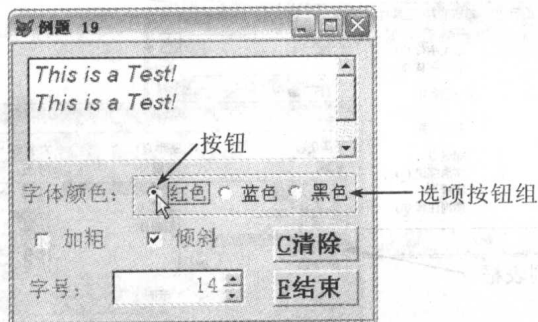 例题 19
This is a Test!
This is a Test!
按钮
字体颜色： 红色 蓝色 黑色 选项按钮组
加粗 倾斜 C清除
字号： 14 E结束